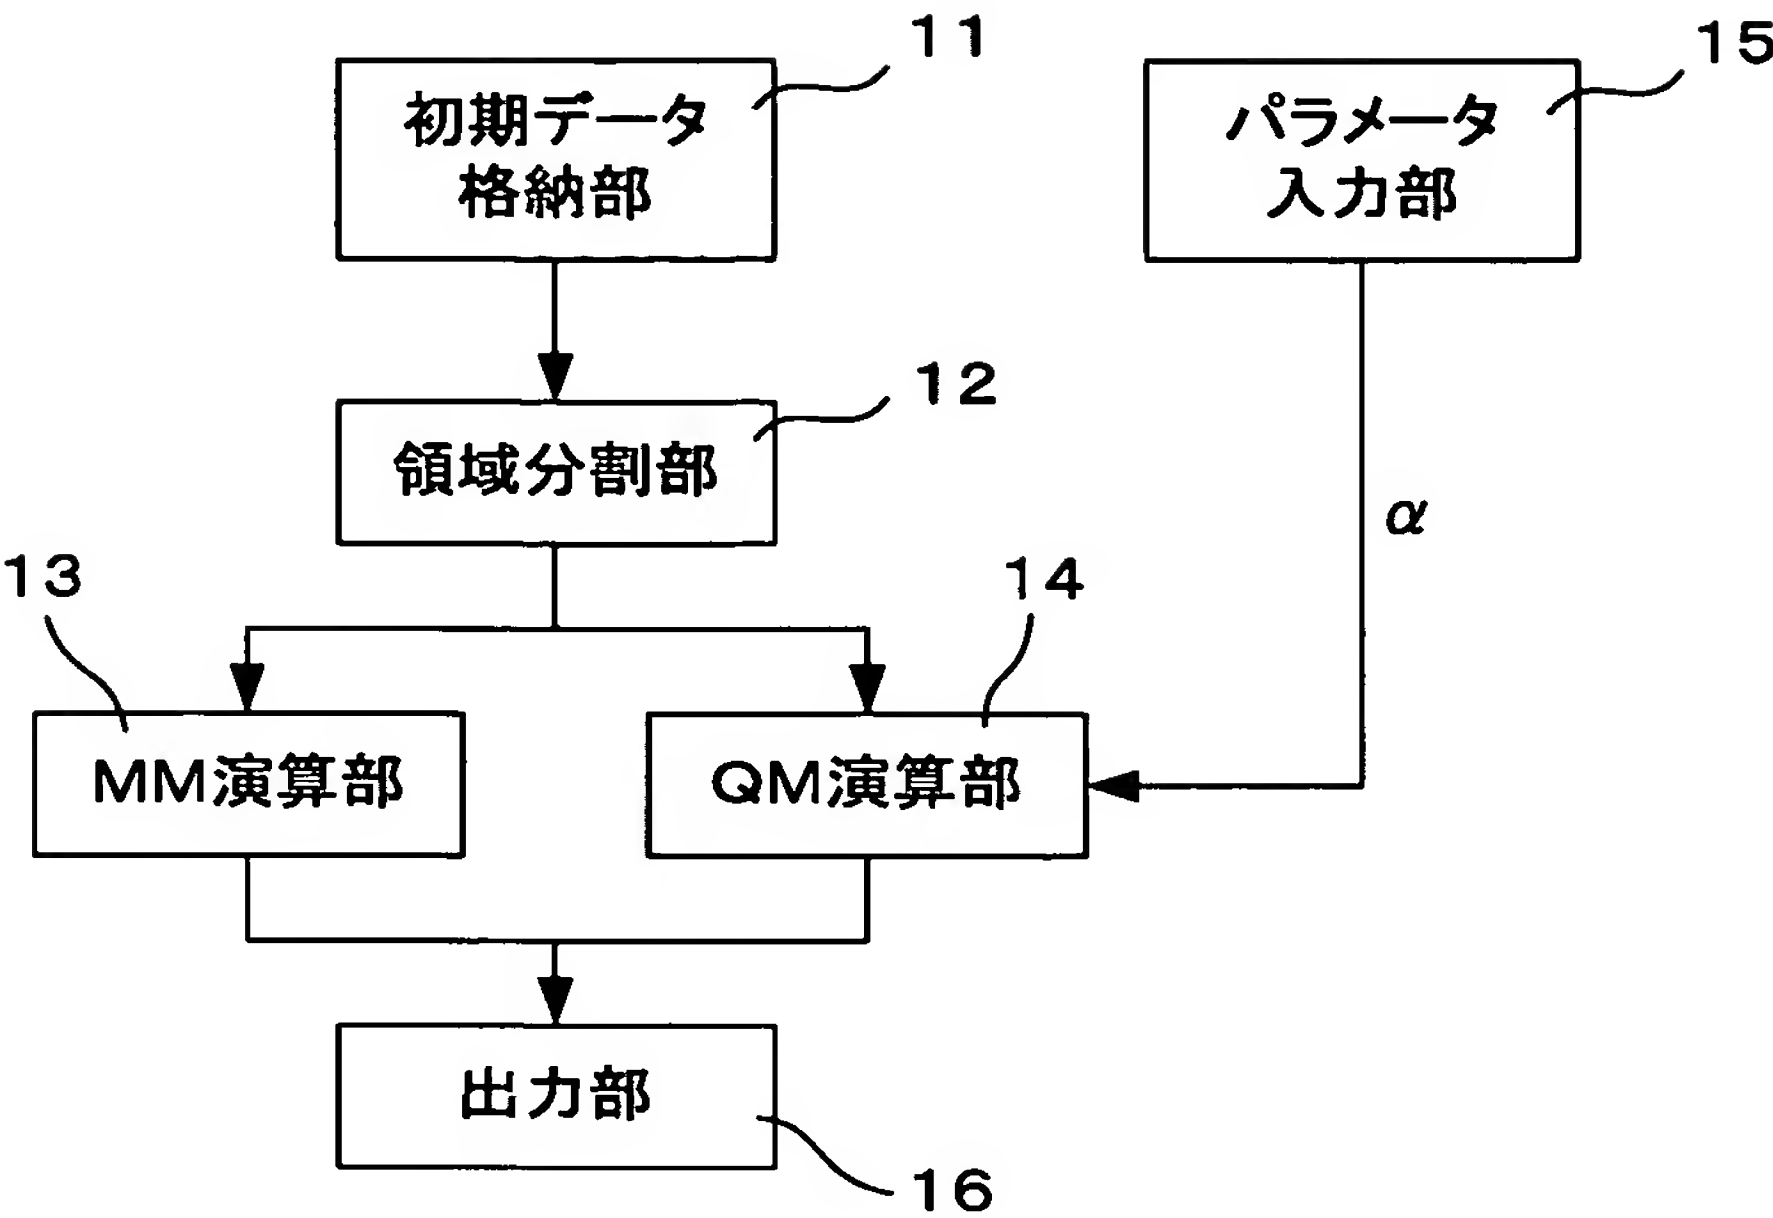 11
初期データ
格納部
15
パラメータ
入力部
12
領域分割部
α
13
MM演算部
14
QM演算部
出力部
16